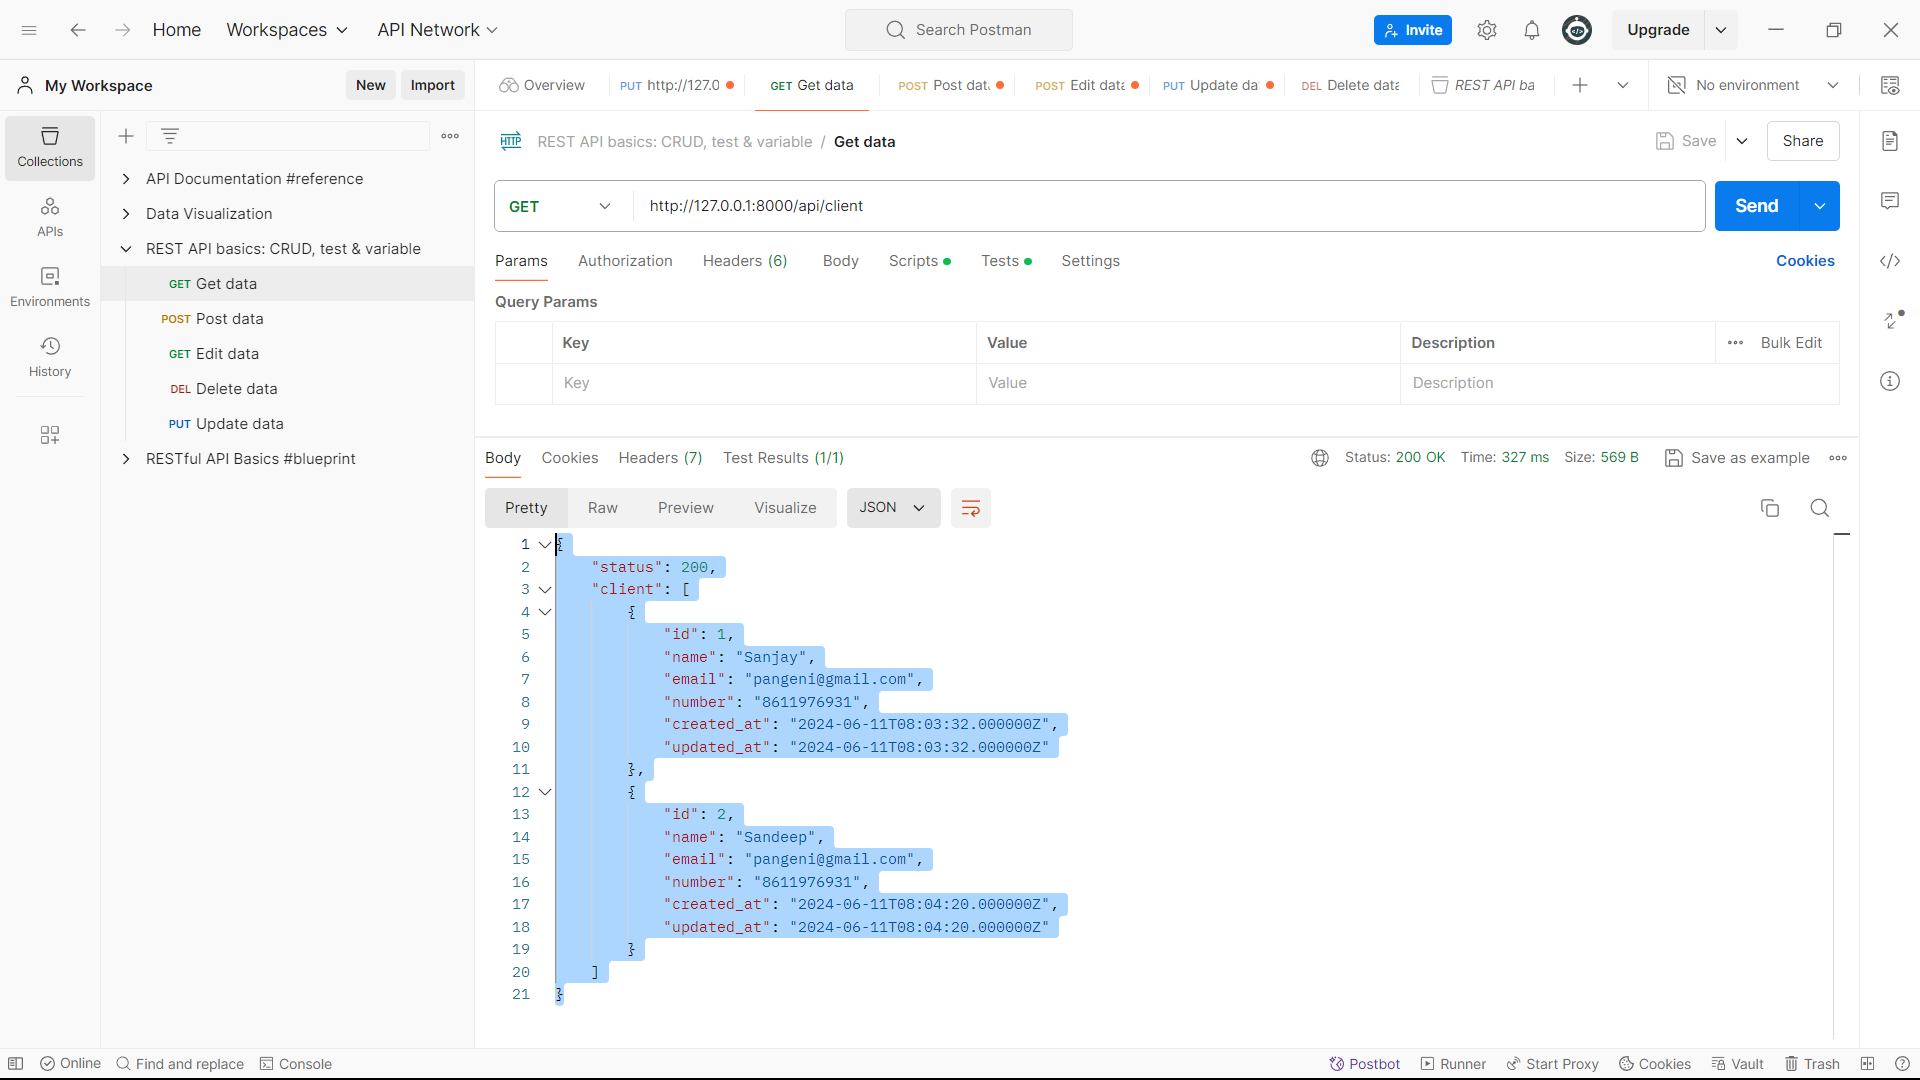 Home Workspaces API Network Search Postman Invite Upgrade
My Workspace New Import Overview PUT http://127.0 GET Get data POST Post dat PUT Update da DEL Delete data REST API ba No environment
POST Edit data
REST API basics: CRUD, test & variable / Get data Save Share
Collections
APIs
Environments
History
API Documentation #reference
Data Visualization
REST API basics: CRUD, test & variable
GET Get data
POST Post data
GET Edit data
DEL Delete data
PUT Update data
RESTful API Basics #blueprint
HTTP
GET http://127.0.0.1:8000/api/client Send
Params Authorization Headers (6) Body Scripts Tests Settings Cookies
Query Params
Key Value Description Bulk Edit
Key Value Description
Body Cookies Headers (7) Test Results (1/1) Status: 200 OK Time: 327 ms Size: 569 B Save as example
Pretty Raw Preview Visualize JSON
1 {
2 "status": 200,
3 "client": [
4 {
5 "id": 1,
6 "name": "Sanjay",
7 "email": "pangeni@gmail.com",
8 "number": "8611976931",
9 "created_at": "2024-06-11T08:03:32.000000Z",
10 "updated_at": "2024-06-11T08:03:32.000000Z"
11 },
12 {
13 "id": 2,
14 "name": "Sandeep",
15 "email": "pangeni@gmail.com",
16 "number": "8611976931",
17 "created_at": "2024-06-11T08:04:20.000000Z",
18 "updated_at": "2024-06-11T08:04:20.000000Z"
19 }
20 ]
21 }
Online Find and replace Console Postbot Runner Start Proxy Cookies Vault Trash